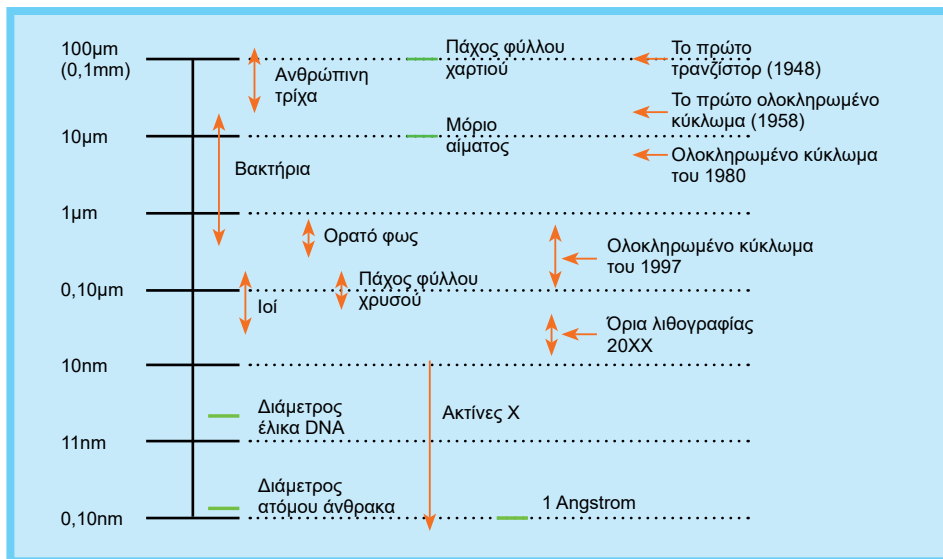 100μm
(0,1mm)
Ανθρώπινη
τρίχα
Πάχος φύλλου
χαρτιού
Το πρώτο
τρανζίστορ (1948)
Το πρώτο ολοκληρωμένο
κύκλωμα (1958)
10μm
Μόριο
αίματος
Ολοκληρωμένο κύκλωμα
του 1980
Βακτήρια
1μm
Ορατό φως
Ολοκληρωμένο κύκλωμα
του 1997
0,10μm
Ιοί
Πάχος φύλλου
χρυσού
Όρια λιθογραφίας
20XX
10nm
Διάμετρος
έλικα DNA
Ακτίνες Χ
11nm
Διάμετρος
ατόμου άνθρακα
1 Angstrom
0,10nm